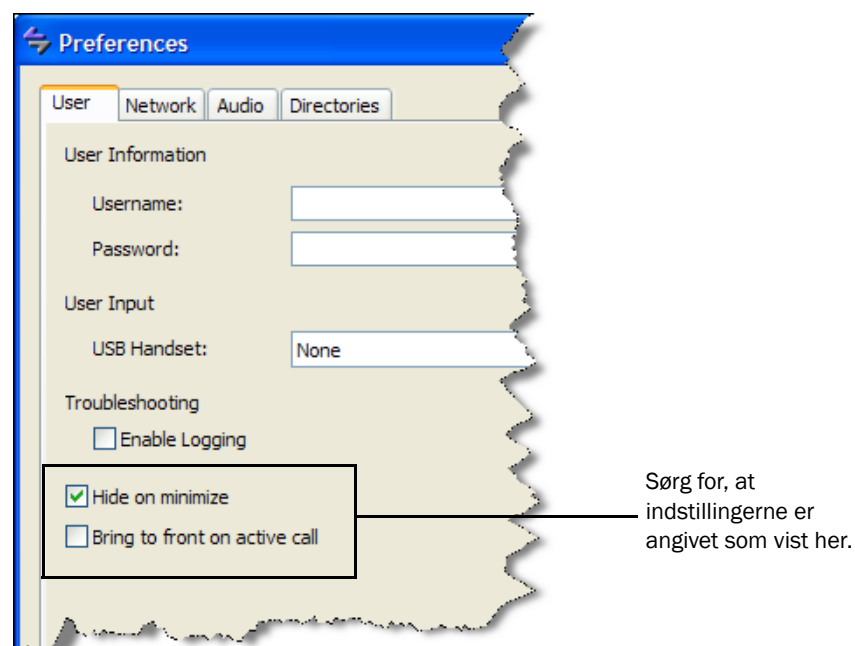 Preferences
User Network Audio Directories
User Information
Username:
Password:
User Input
USB Handset: None
Troubleshooting
Enable Logging
Hide on minimize
Bring to front on active call
Sørg for, at
indstillingerne er
angivet som vist her.